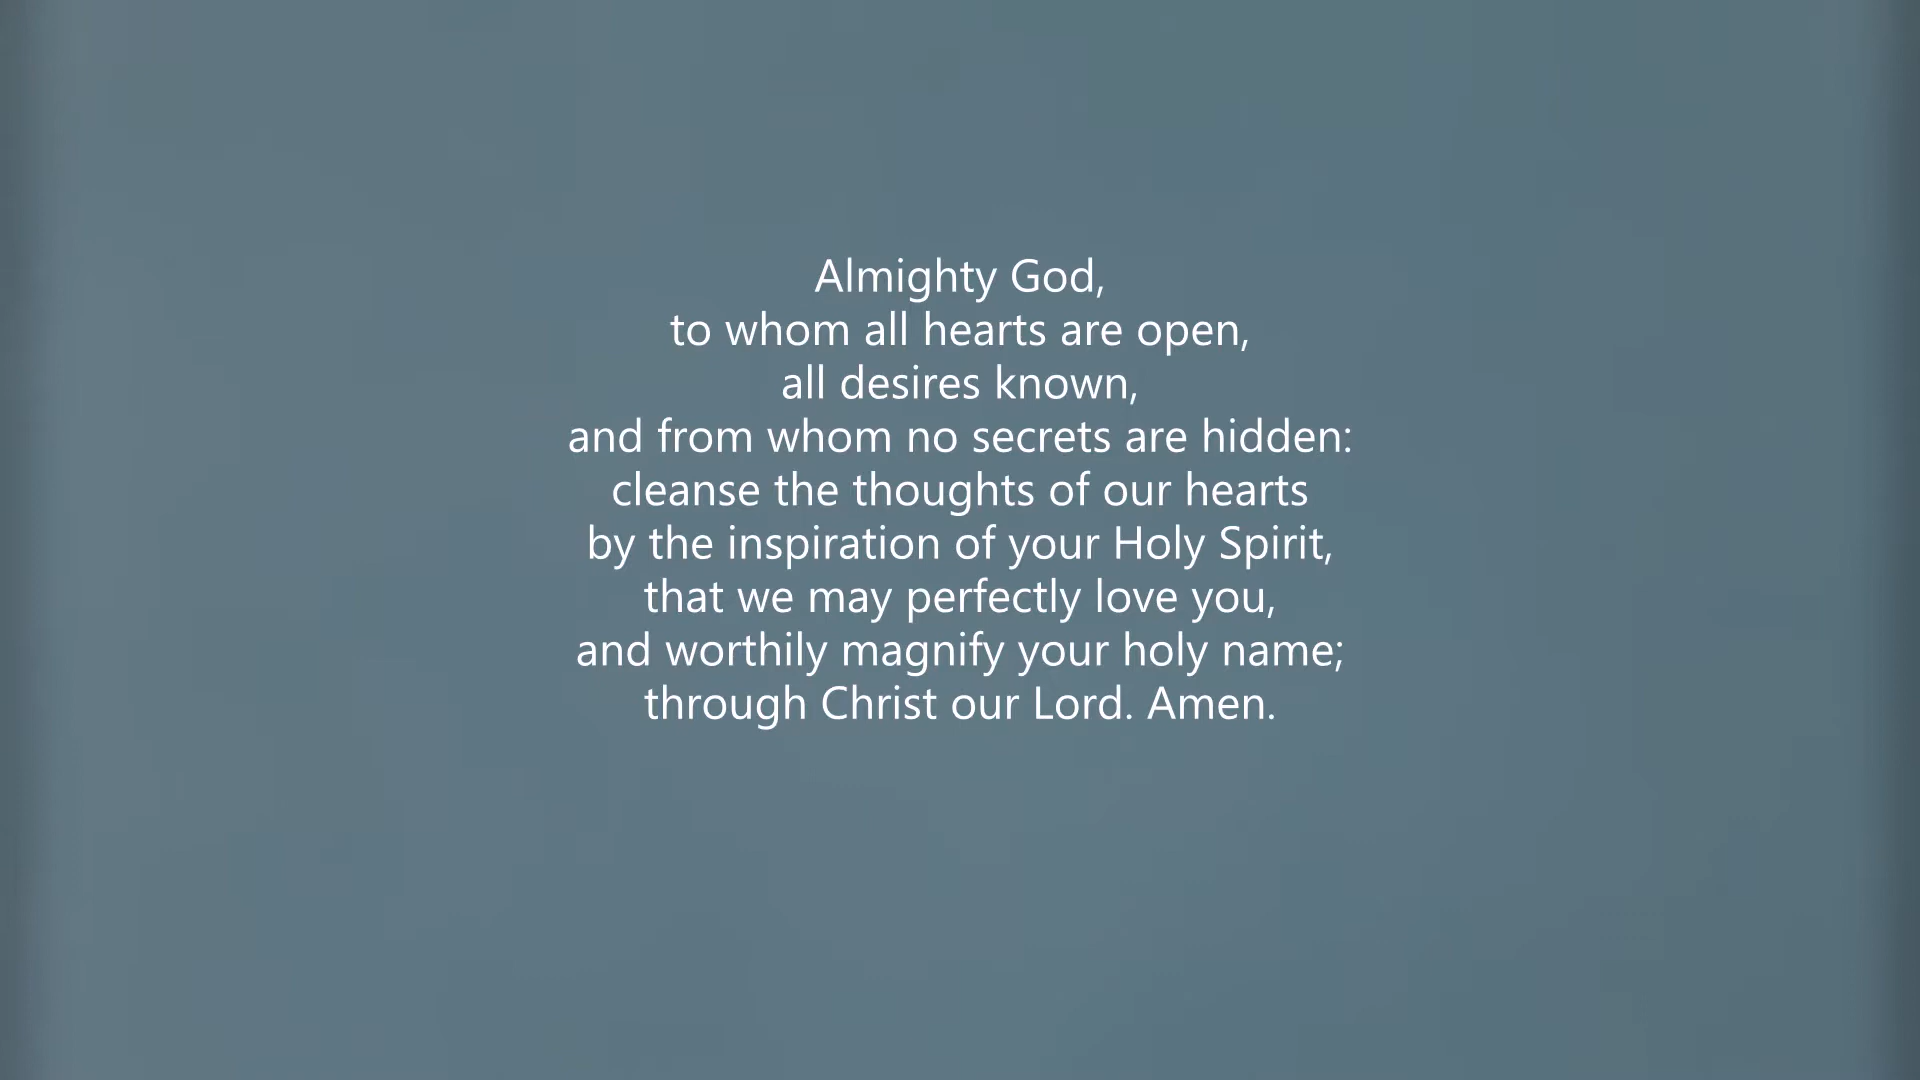 Almighty God,
to whom all hearts are open,
all desires known,
and from whom no secrets are hidden:
cleanse the thoughts of our hearts
by the inspiration of your Holy Spirit,
that we may perfectly love you,
and worthily magnify your holy name;
through Christ our Lord. Amen.